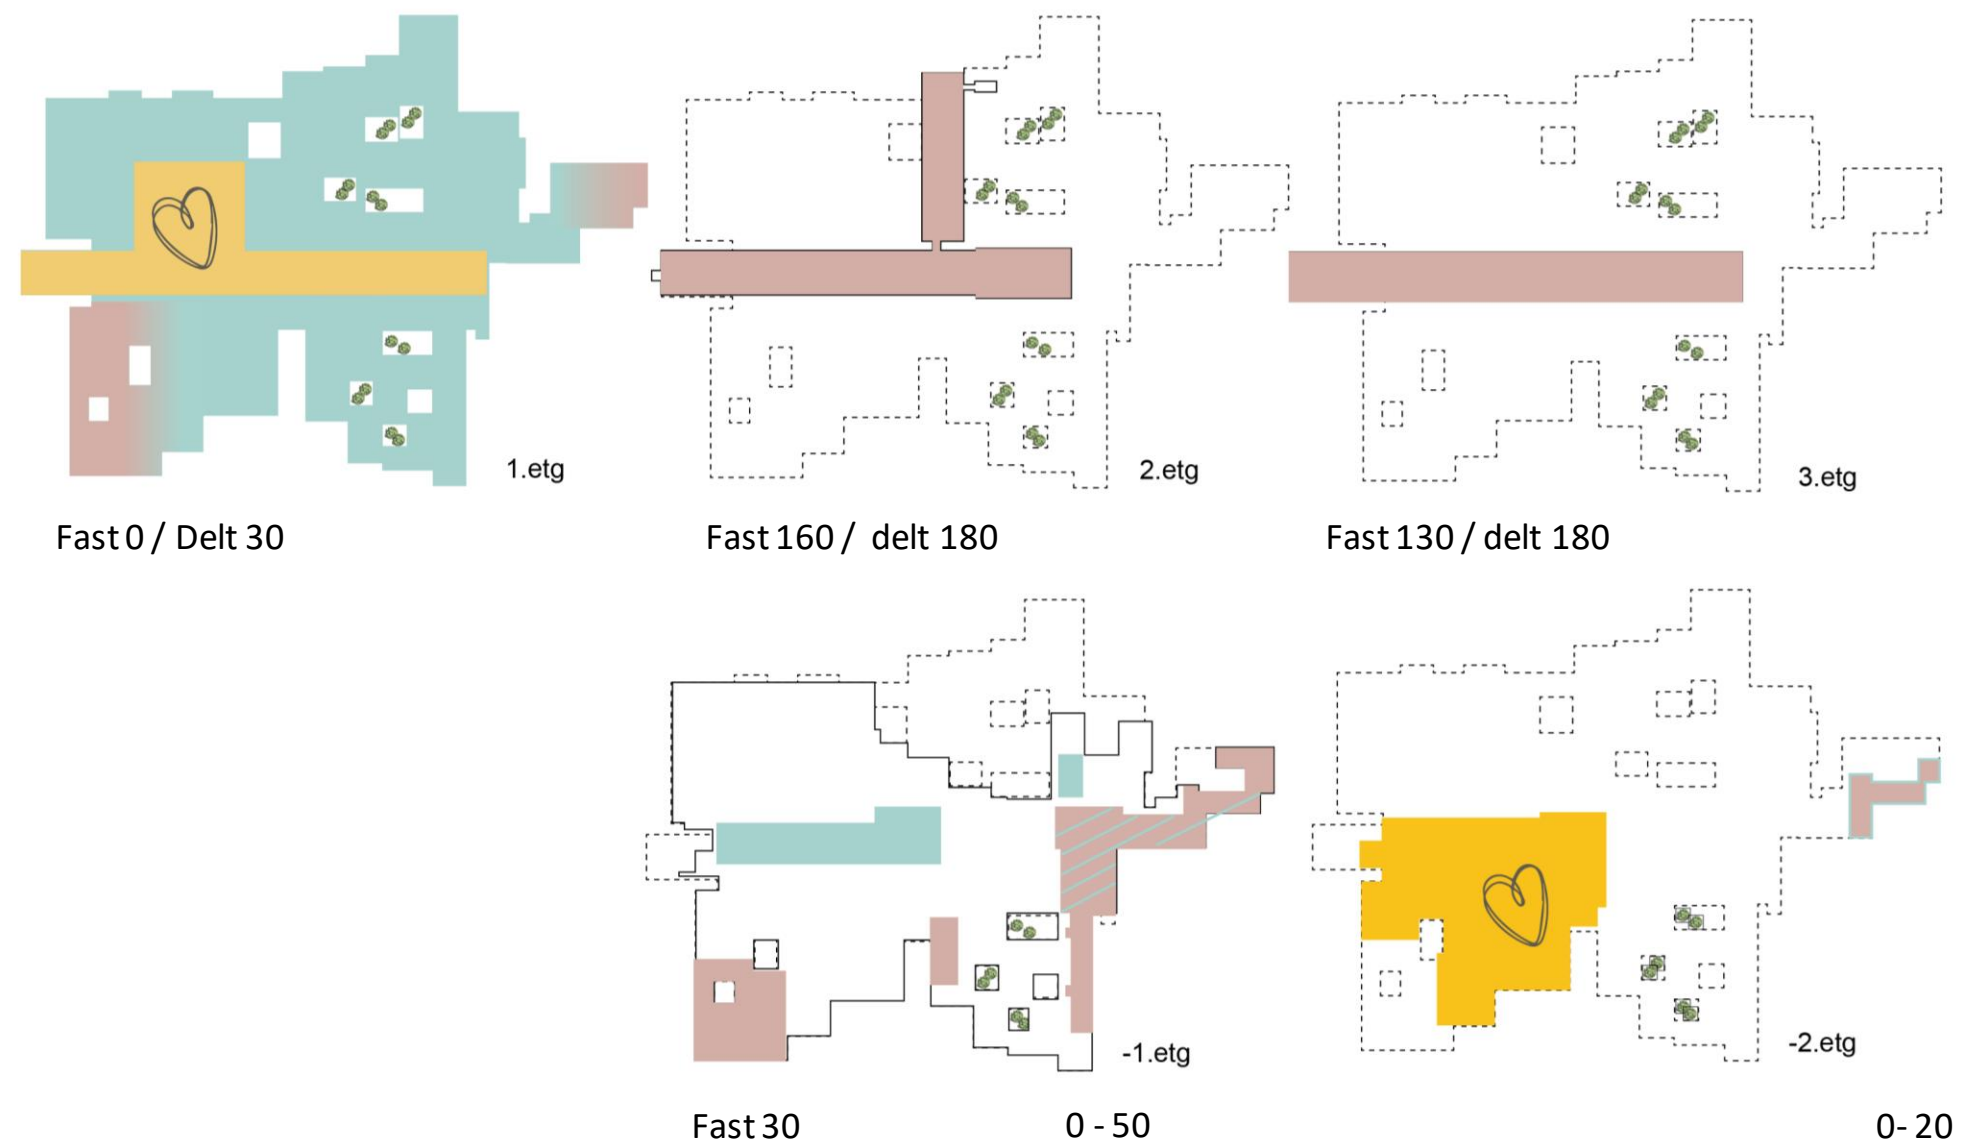 1.etg
2.etg
3.etg
Fast 0 / Delt 30
Fast 160 / delt 180
Fast 130 / delt 180
-1.etg
-2.etg
Fast 30
0 - 50
0- 20